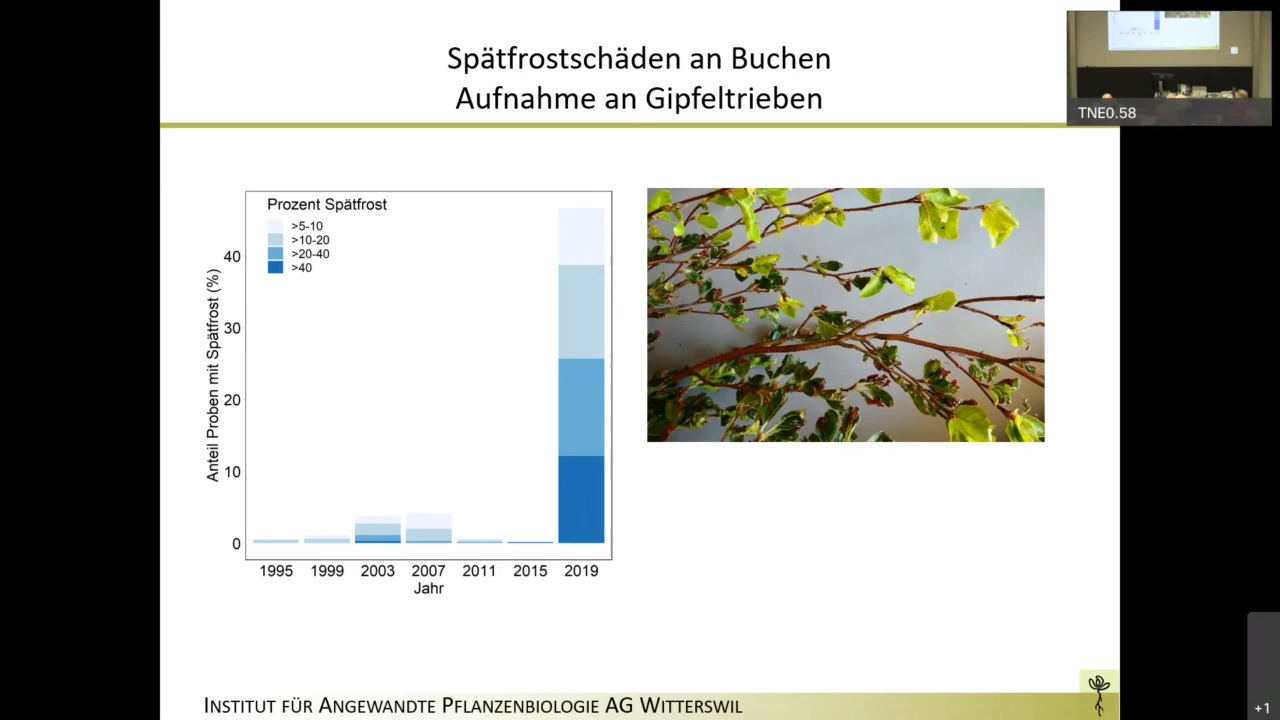 Spätfrostschäden an Buchen
Aufnahme an Gipfeltrieben
TNE0.58
Prozent Spätfrost
>5-10
>10-20
>20-40
>40
Anteil Proben mit Spätfrost (%)
40
30
20
10
0
1995 1999 2003 2007 2011 2015 2019
Jahr
INSTITUT FÜR ANGEWANDTE PFLANZENBIOLOGIE AG WITTERSWIL
+1